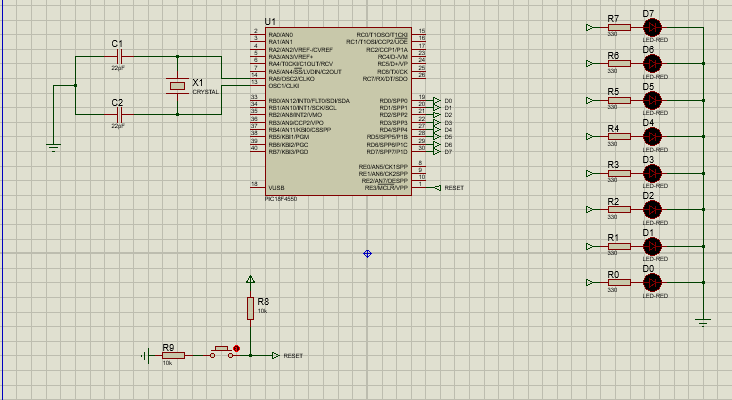 U1
2 RA0/AN0 RC0/T1OSO/T1CKI 15
3 RA1/AN1 RC1/T1OSI/CCP2/UOE 16
4 RA2/AN2/VREF-/CVREF RC2/CCP1/P1A 17
5 RA3/AN3/VREF+ RC4/D-/VM 23
6 RA4/T0CKI/C1OUT/RCV RC5/D+/VP 24
7 RA5/AN4/SS/LVDIN/C2OUT RC6/TX/CK 25
14 RA6/OSC2/CLKO RC7/RX/DT/SDO 26
13 OSC1/CLKI
33 RB0/AN12/INT0/FLT0/SDI/SDA RD0/SPP0 19 D0
34 RB1/AN10/INT1/SCK/SCL RD1/SPP1 20 D1
35 RB2/AN8/INT2/VMO RD2/SPP2 21 D2
36 RB3/AN9/CCP2/VPO RD3/SPP3 22 D3
37 RB4/AN11/KBI0/CSSPP RD4/SPP4 27 D4
38 RB5/KBI1/PGM RD5/SPP5/P1B 28 D5
39 RB6/KBI2/PGC RD6/SPP6/P1C 29 D6
40 RB7/KBI3/PGD RD7/SPP7/P1D 30 D7
RE0/AN5/CK1SPP 8
RE1/AN6/CK2SPP 9
RE2/AN7/OESPP 10
18 VUSB RE3/MCLR/VPP 1 RESET
PIC18F4550
C1
22pF
X1
CRYSTAL
C2
22pF
R7 D7
330 LED-RED
R6 D6
330 LED-RED
R5 D5
330 LED-RED
R4 D4
330 LED-RED
R3 D3
330 LED-RED
R2 D2
330 LED-RED
R1 D1
330 LED-RED
R0 D0
330 LED-RED
R8
10k
R9
10k
RESET